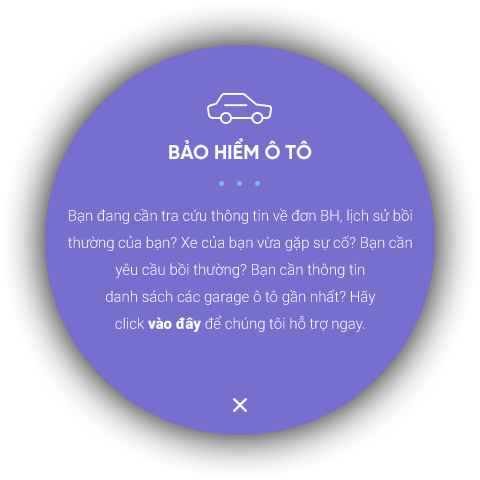 BẢO HIỂM Ô TÔ
Bạn đang cần tra cứu thông tin về đơn BH, lịch sử bồi
thường của bạn? Xe của bạn vừa gặp sự cố? Bạn cần
yêu cầu bồi thường? Bạn cần thông tin
danh sách các garage ô tô gần nhất? Hãy
click vào đây để chúng tôi hỗ trợ ngay.